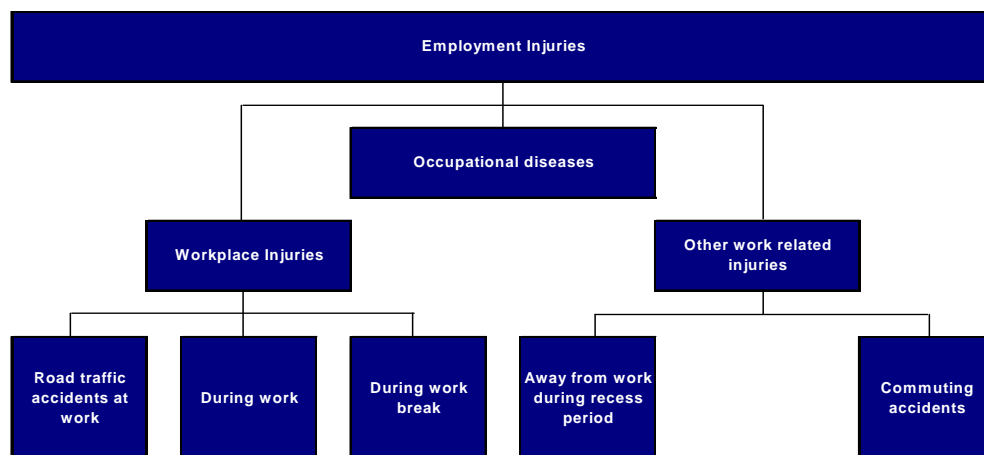 Employment Injuries
Occupational diseases
Workplace Injuries
Other work related
injuries
Road traffic
accidents at
work
During work
During work
break
Away from work
during recess
period
Commuting
accidents